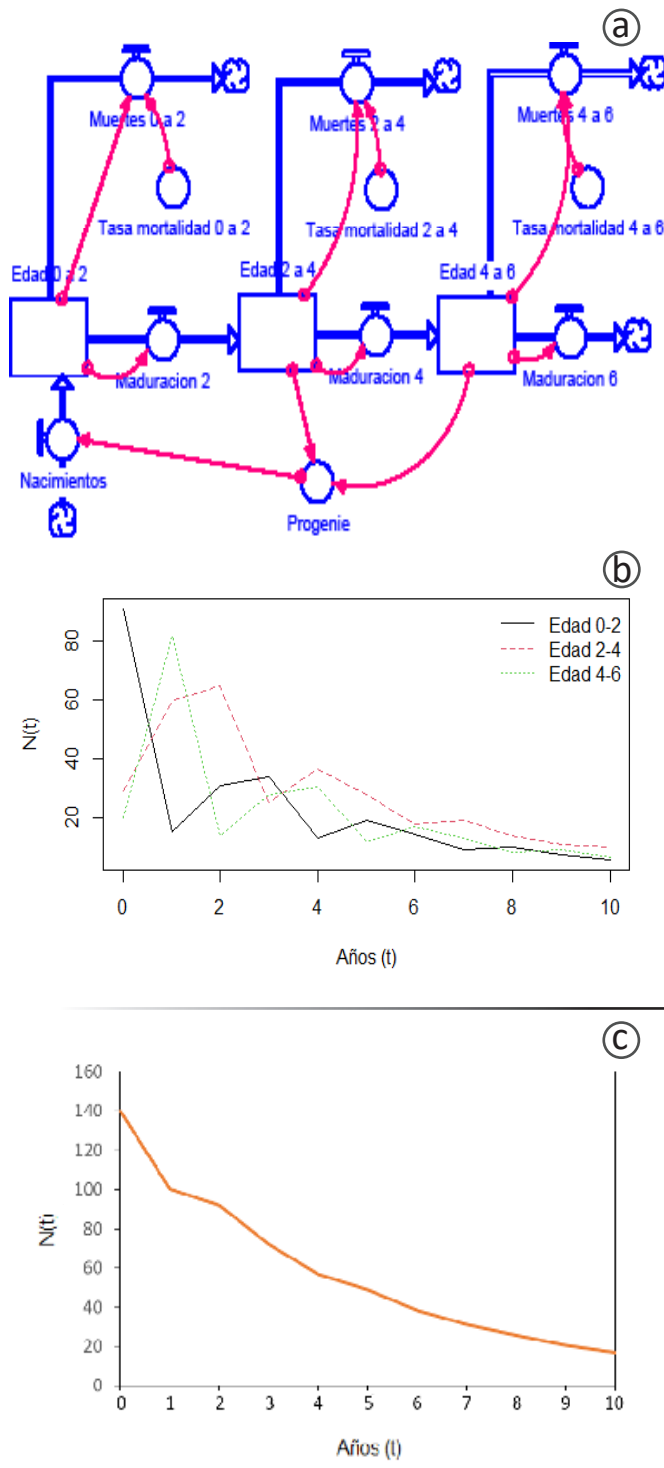 a
Muertes 0 a 2
Muertes 2 a 4
Muertes 4 a 6
Tasa mortalidad 0 a 2
Tasa mortalidad 2 a 4
Tasa mortalidad 4 a 6
Edad 0 a 2
Edad 2 a 4
Edad 4 a 6
Maduracion 2
Maduracion 4
Maduracion 6
Nacimientos
Progenie
b
Edad 0-2
Edad 2-4
Edad 4-6
80
60
40
20
N(t)
0 2 4 6 8 10
Años (t)
c
160
140
120
100
80
60
40
20
0
N(t)
0 1 2 3 4 5 6 7 8 9 10
Años (t)